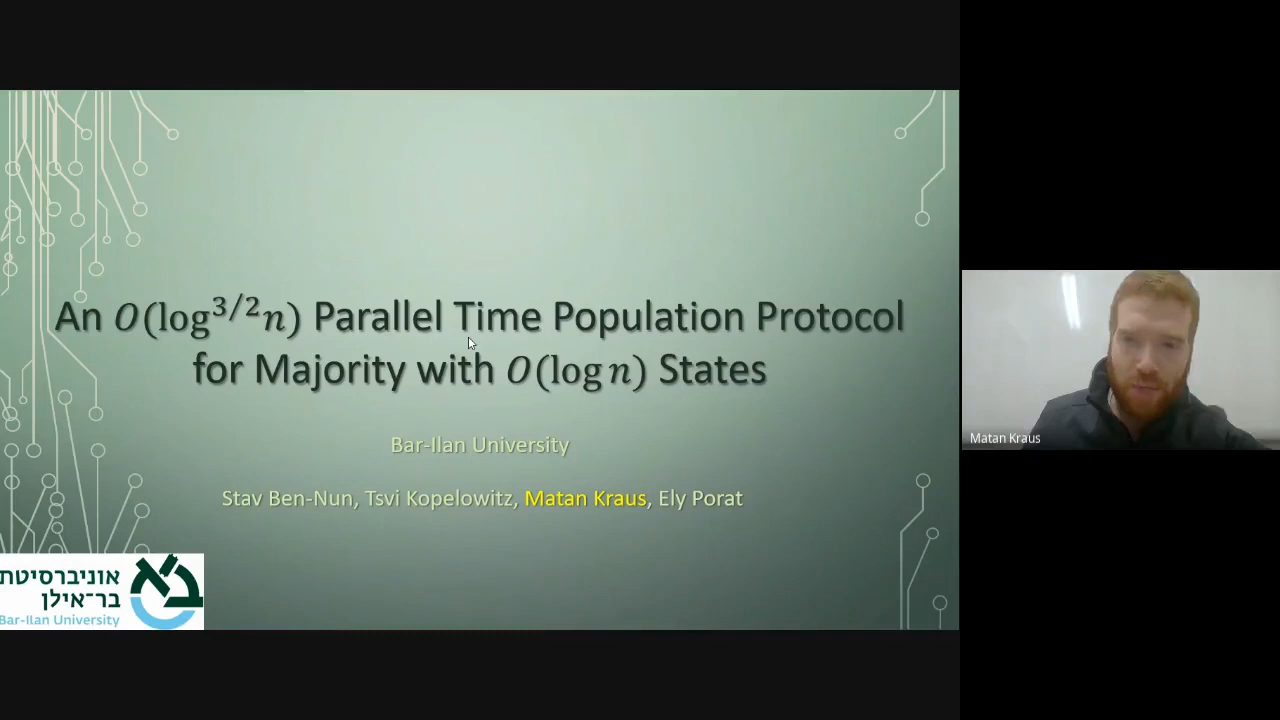 An O(log^{3/2} n) Parallel Time Population Protocol
for Majority with O(log n) States
Bar-Ilan University
Stav Ben-Nun, Tsvi Kopelowitz, Matan Kraus, Ely Porat
אוניברסיטת
בר־אילן
Bar-Ilan University
Matan Kraus